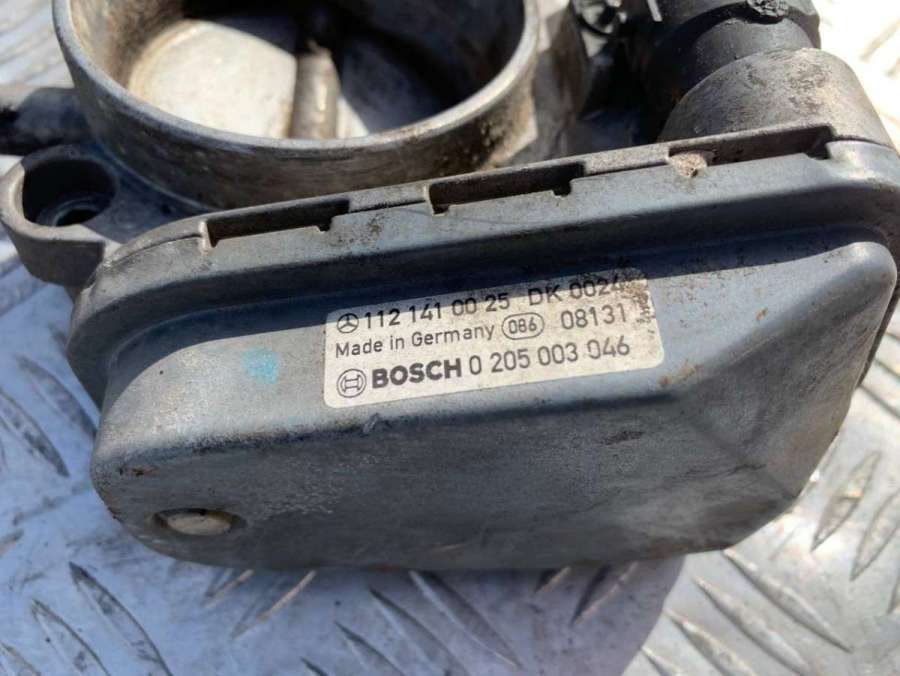 112 141 00 25 DK 0024
Made in Germany 086 08131
BOSCH 0 205 003 046